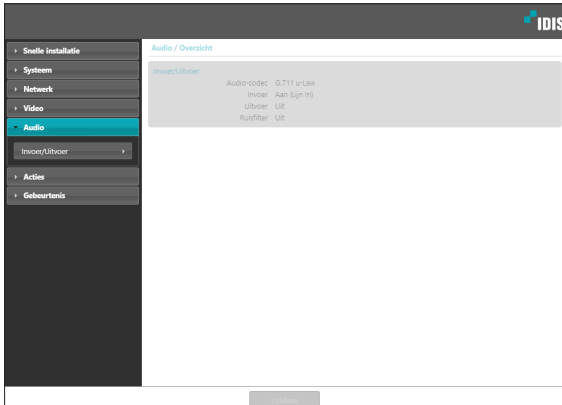 IDIS
Snelle installatie
Systeem
Netwerk
Video
Audio
Invoer/Uitvoer
Acties
Gebeurtenis
Audio / Overzicht
Invoer/Uitvoer
Audio-codec G.711 u-Law
Invoer Aan (Lijn In)
Uitvoer Uit
Ruisfilter Uit